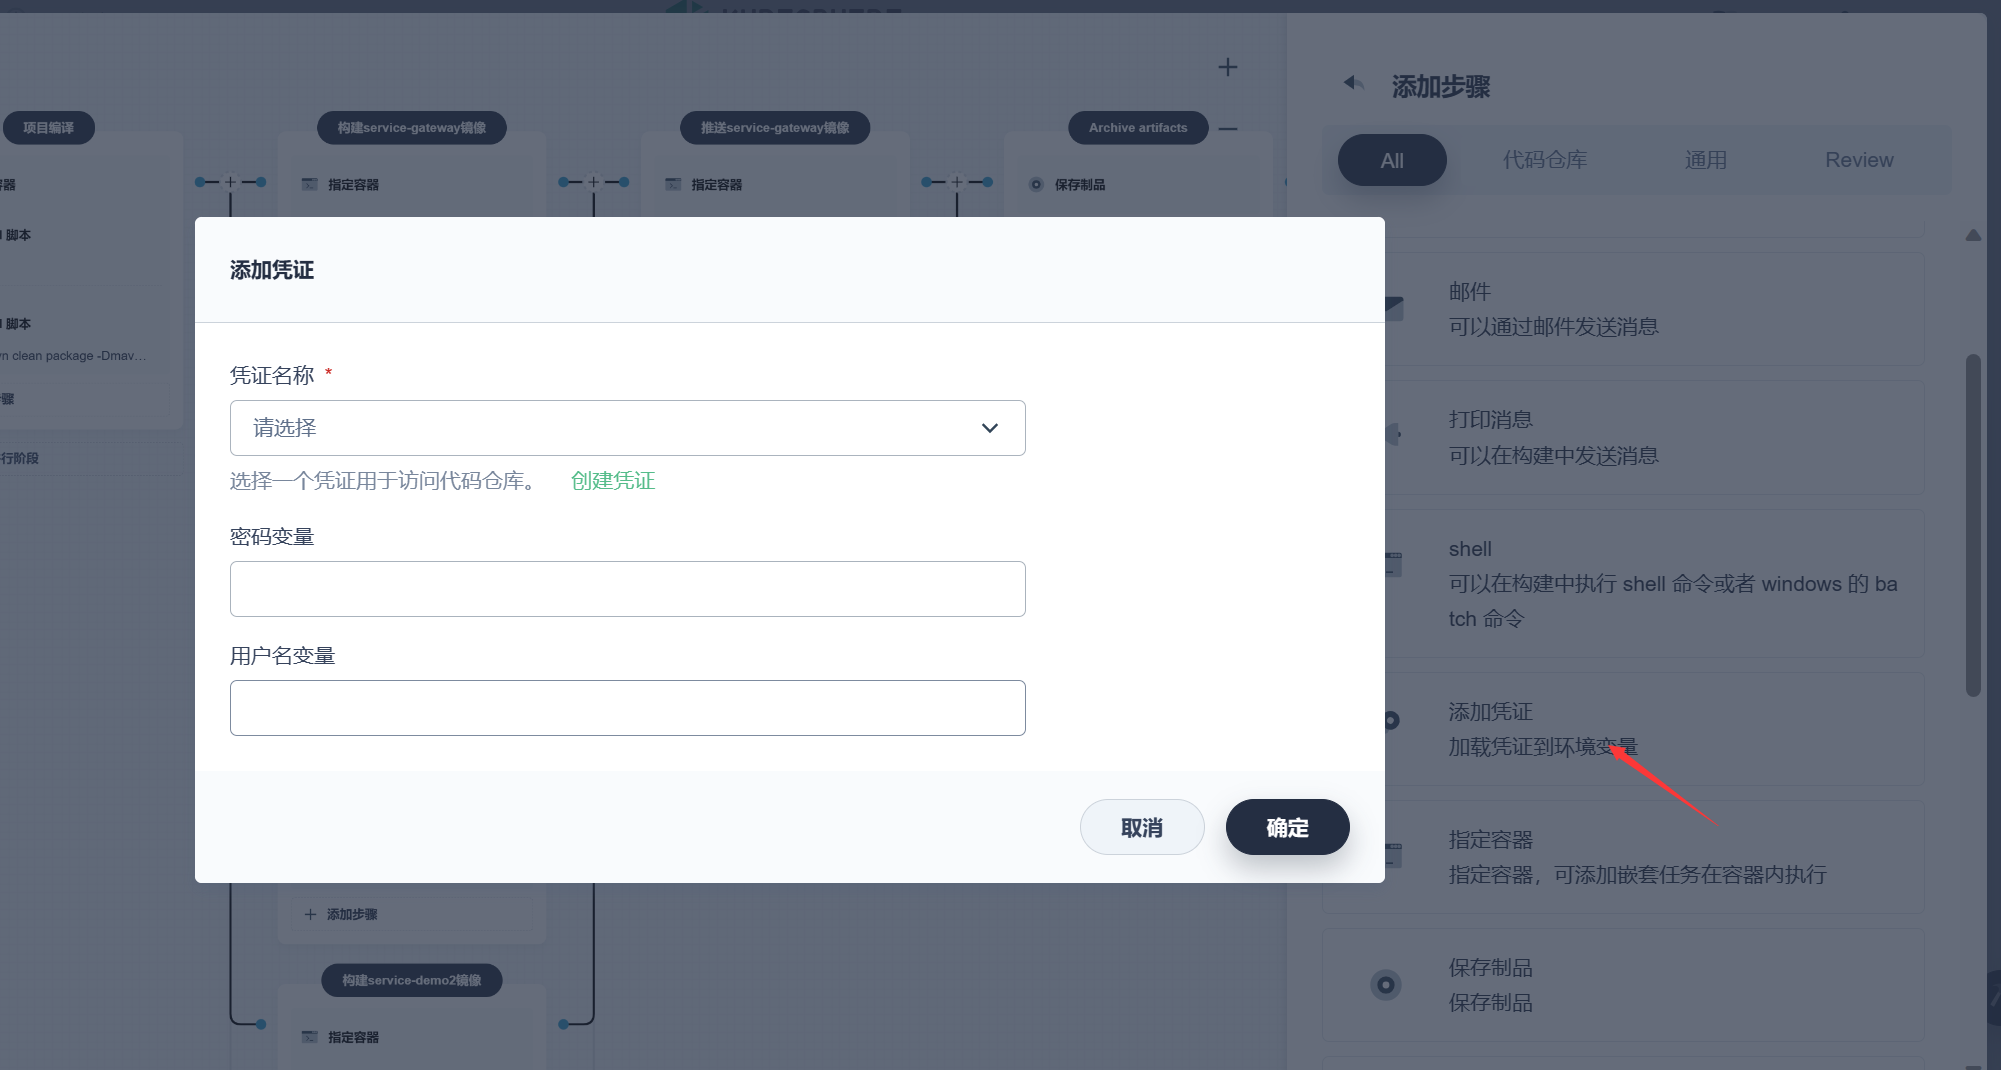 项目编译
构建service-gateway镜像
推送service-gateway镜像
Archive artifacts
指定容器
指定容器
保存制品
脚本
脚本
clean package -Dmav...
行阶段
添加凭证
凭证名称 *
请选择
选择一个凭证用于访问代码仓库。 创建凭证
密码变量
用户名变量
取消
确定
添加步骤
构建service-demo2镜像
指定容器
添加步骤
All
代码仓库
通用
Review
邮件
可以通过邮件发送消息
打印消息
可以在构建中发送消息
shell
可以在构建中执行 shell 命令或者 windows 的 ba
tch 命令
添加凭证
加载凭证到环境变量
指定容器
指定容器，可添加嵌套任务在容器内执行
保存制品
保存制品